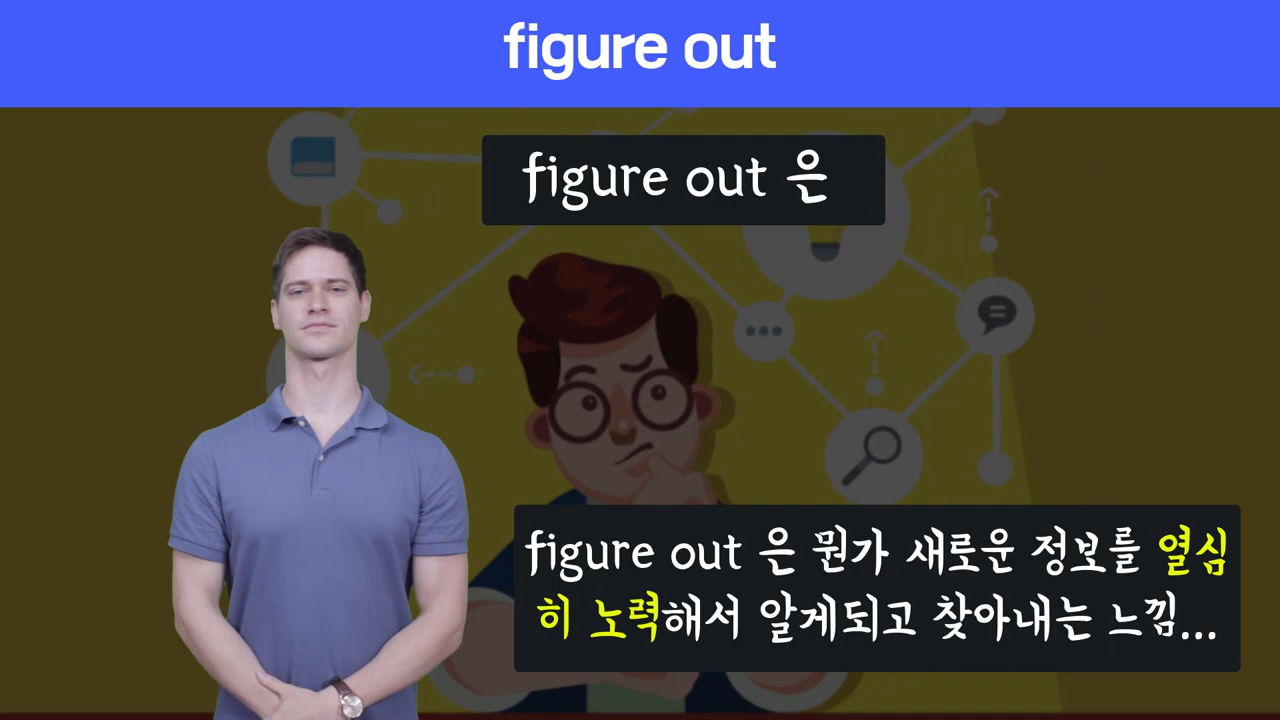 figure out
figure out 은
figure out 은 뭔가 새로운 정보를 열심
히 노력해서 알게되고 찾아내는 느낌...